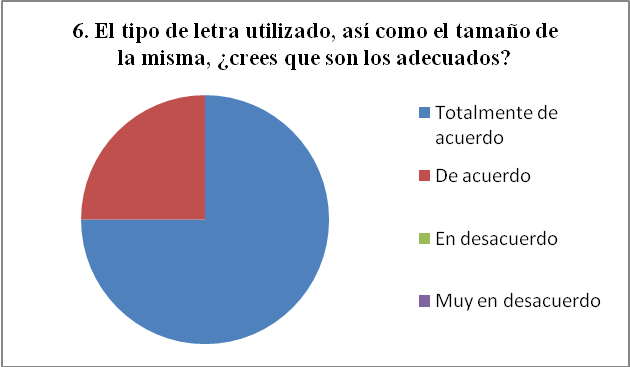 6. El tipo de letra utilizado, así como el tamaño de
la misma, ¿crees que son los adecuados?
Totalmente de
acuerdo
De acuerdo
En desacuerdo
Muy en desacuerdo